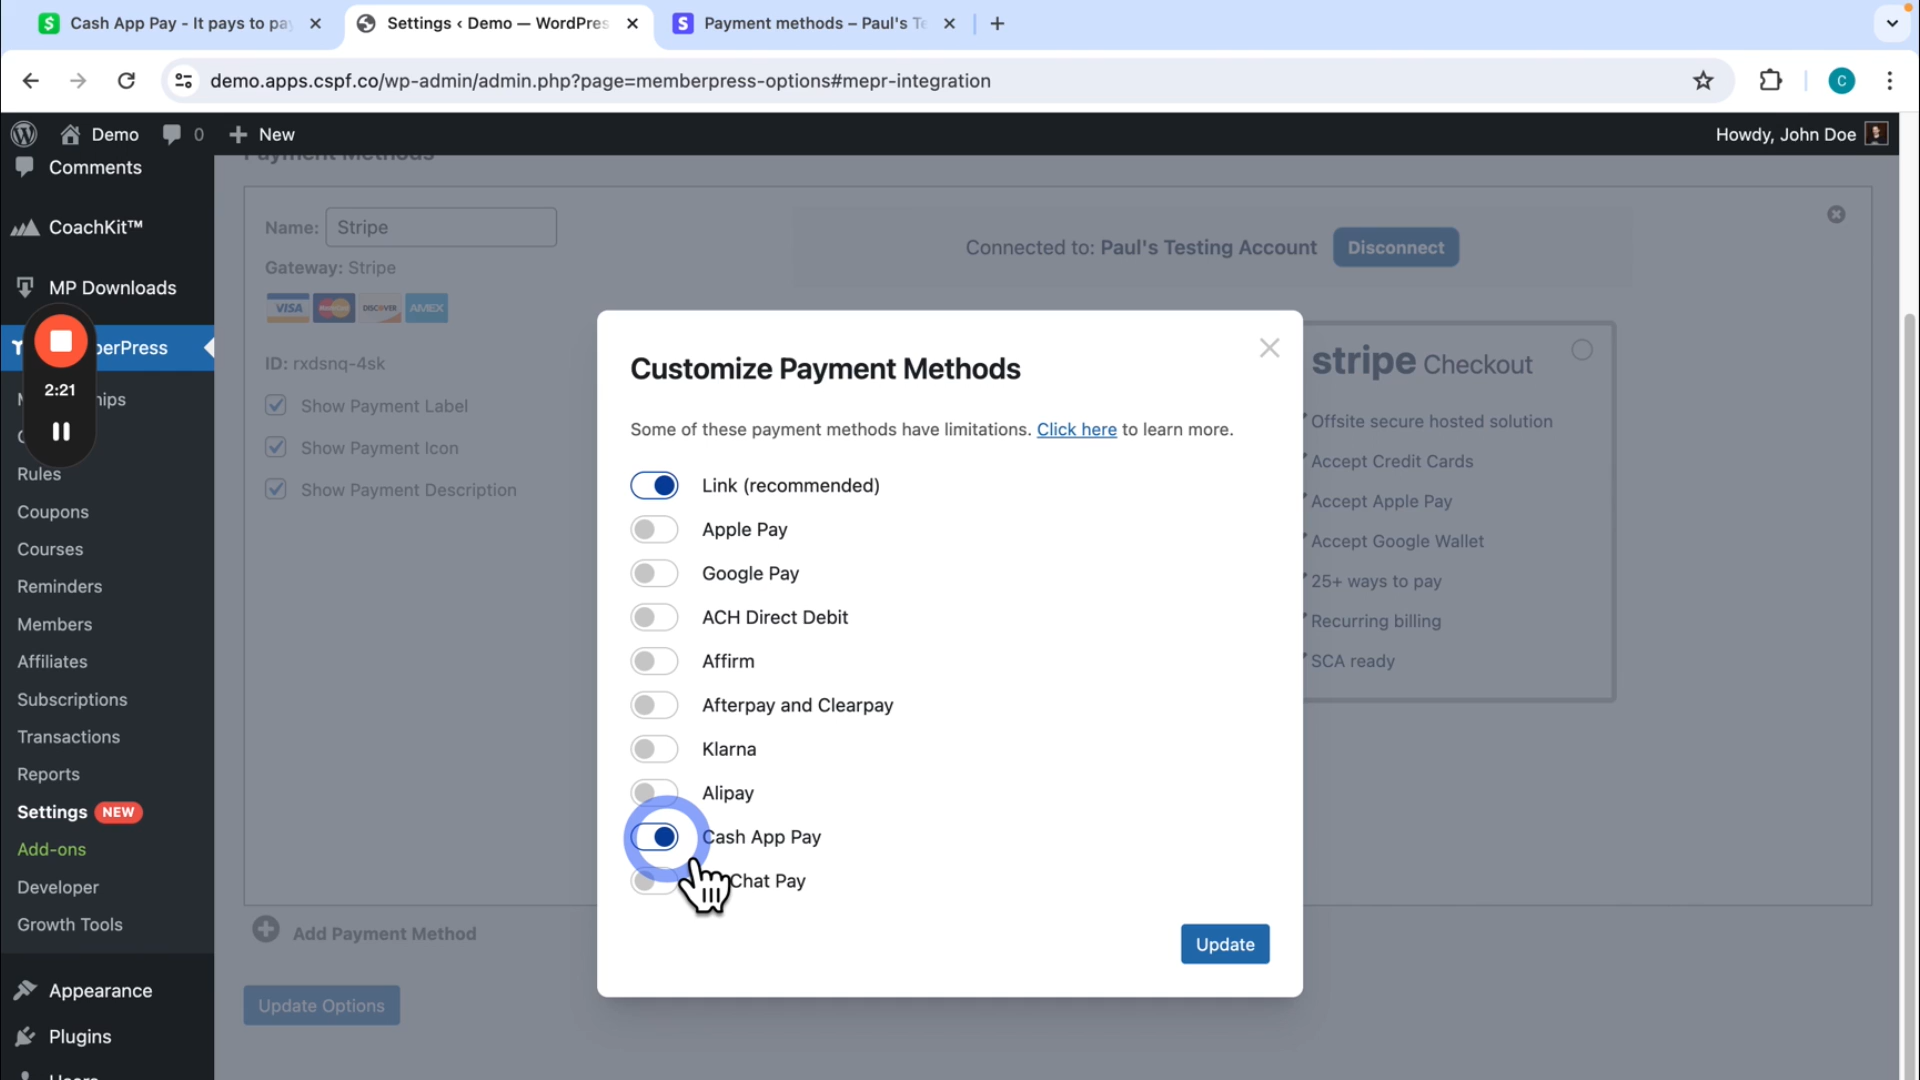 Cash App Pay - It pays to pay
Settings ‹ Demo — WordPres
Payment methods – Paul's Te
demo.apps.cspf.co/wp-admin/admin.php?page=memberpress-options#mepr-integration
C
Demo
0
New
Howdy, John Doe
Comments
Payment Methods
CoachKit™
MP Downloads
berPress
2:21
ips
Rules
Coupons
Courses
Reminders
Members
Affiliates
Subscriptions
Transactions
Reports
Settings NEW
Add-ons
Developer
Growth Tools
Appearance
Plugins
Users
Name: Stripe
Gateway: Stripe
VISA
DISCOVER
AMEX
ID: rxdsnq-4sk
Show Payment Label
Show Payment Icon
Show Payment Description
Connected to: Paul's Testing Account Disconnect
stripe Checkout
Offsite secure hosted solution
Accept Credit Cards
Accept Apple Pay
Accept Google Wallet
25+ ways to pay
Recurring billing
SCA ready
Customize Payment Methods
Some of these payment methods have limitations. Click here to learn more.
Link (recommended)
Apple Pay
Google Pay
ACH Direct Debit
Affirm
Afterpay and Clearpay
Klarna
Alipay
Cash App Pay
Chat Pay
Update
Add Payment Method
Update Options